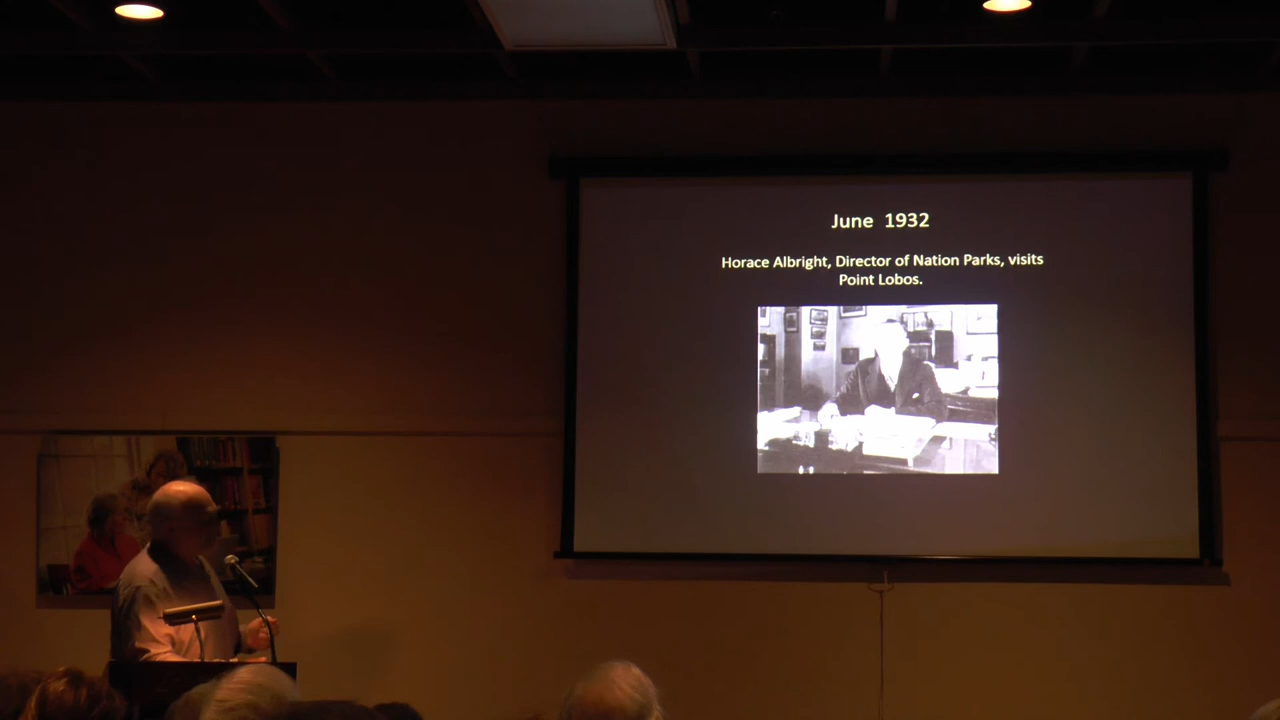 June 1932
Horace Albright, Director of Nation Parks, visits
Point Lobos.